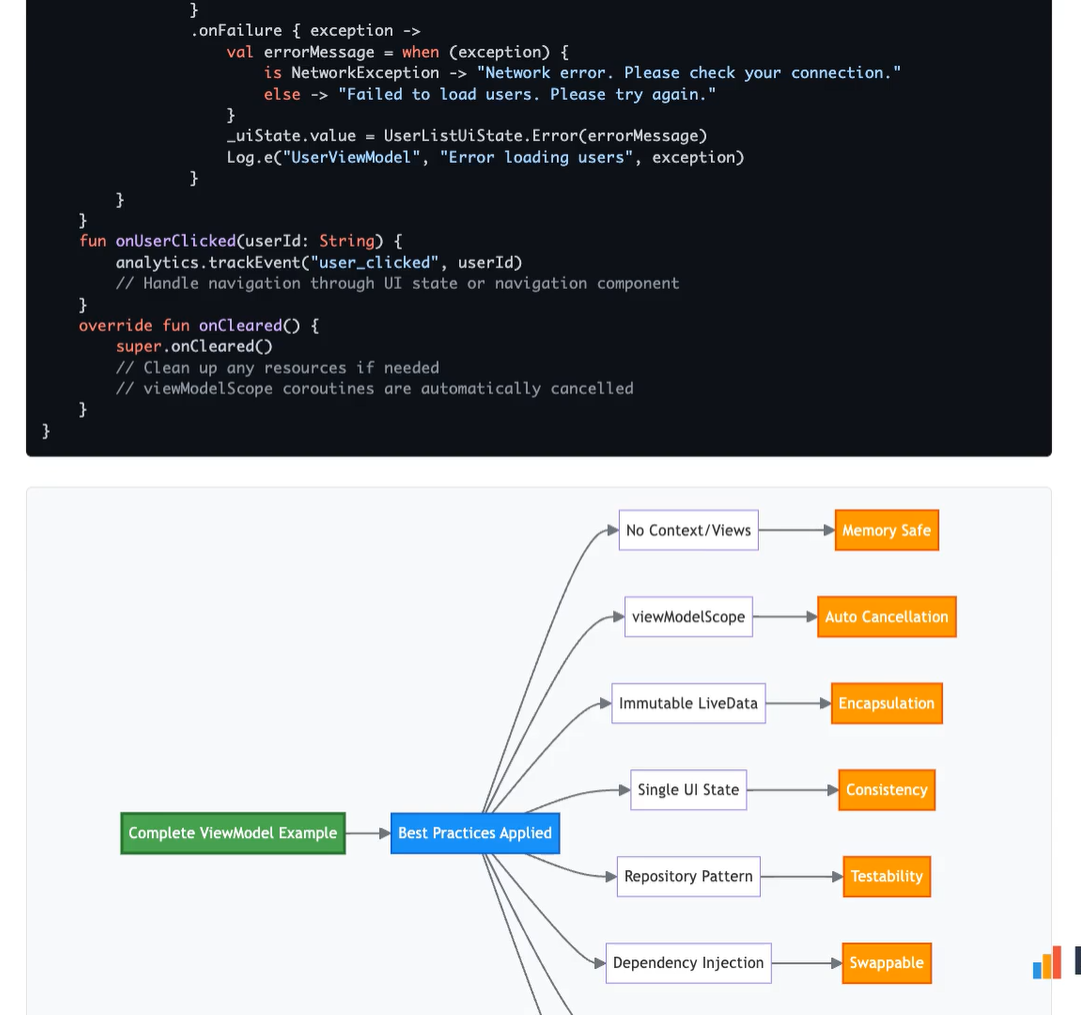 }
.onFailure { exception ->
val errorMessage = when (exception) {
is NetworkException -> "Network error. Please check your connection."
else -> "Failed to load users. Please try again."
}
_uiState.value = UserListUiState.Error(errorMessage)
Log.e("UserViewModel", "Error loading users", exception)
}
}
}
fun onUserClicked(userId: String) {
analytics.trackEvent("user_clicked", userId)
// Handle navigation through UI state or navigation component
}
override fun onCleared() {
super.onCleared()
// Clean up any resources if needed
// viewModelScope coroutines are automatically cancelled
}
}
No Context/Views
Memory Safe
viewModelScope
Auto Cancellation
Immutable LiveData
Encapsulation
Single UI State
Consistency
Complete ViewModel Example
Best Practices Applied
Repository Pattern
Testability
Dependency Injection
Swappable